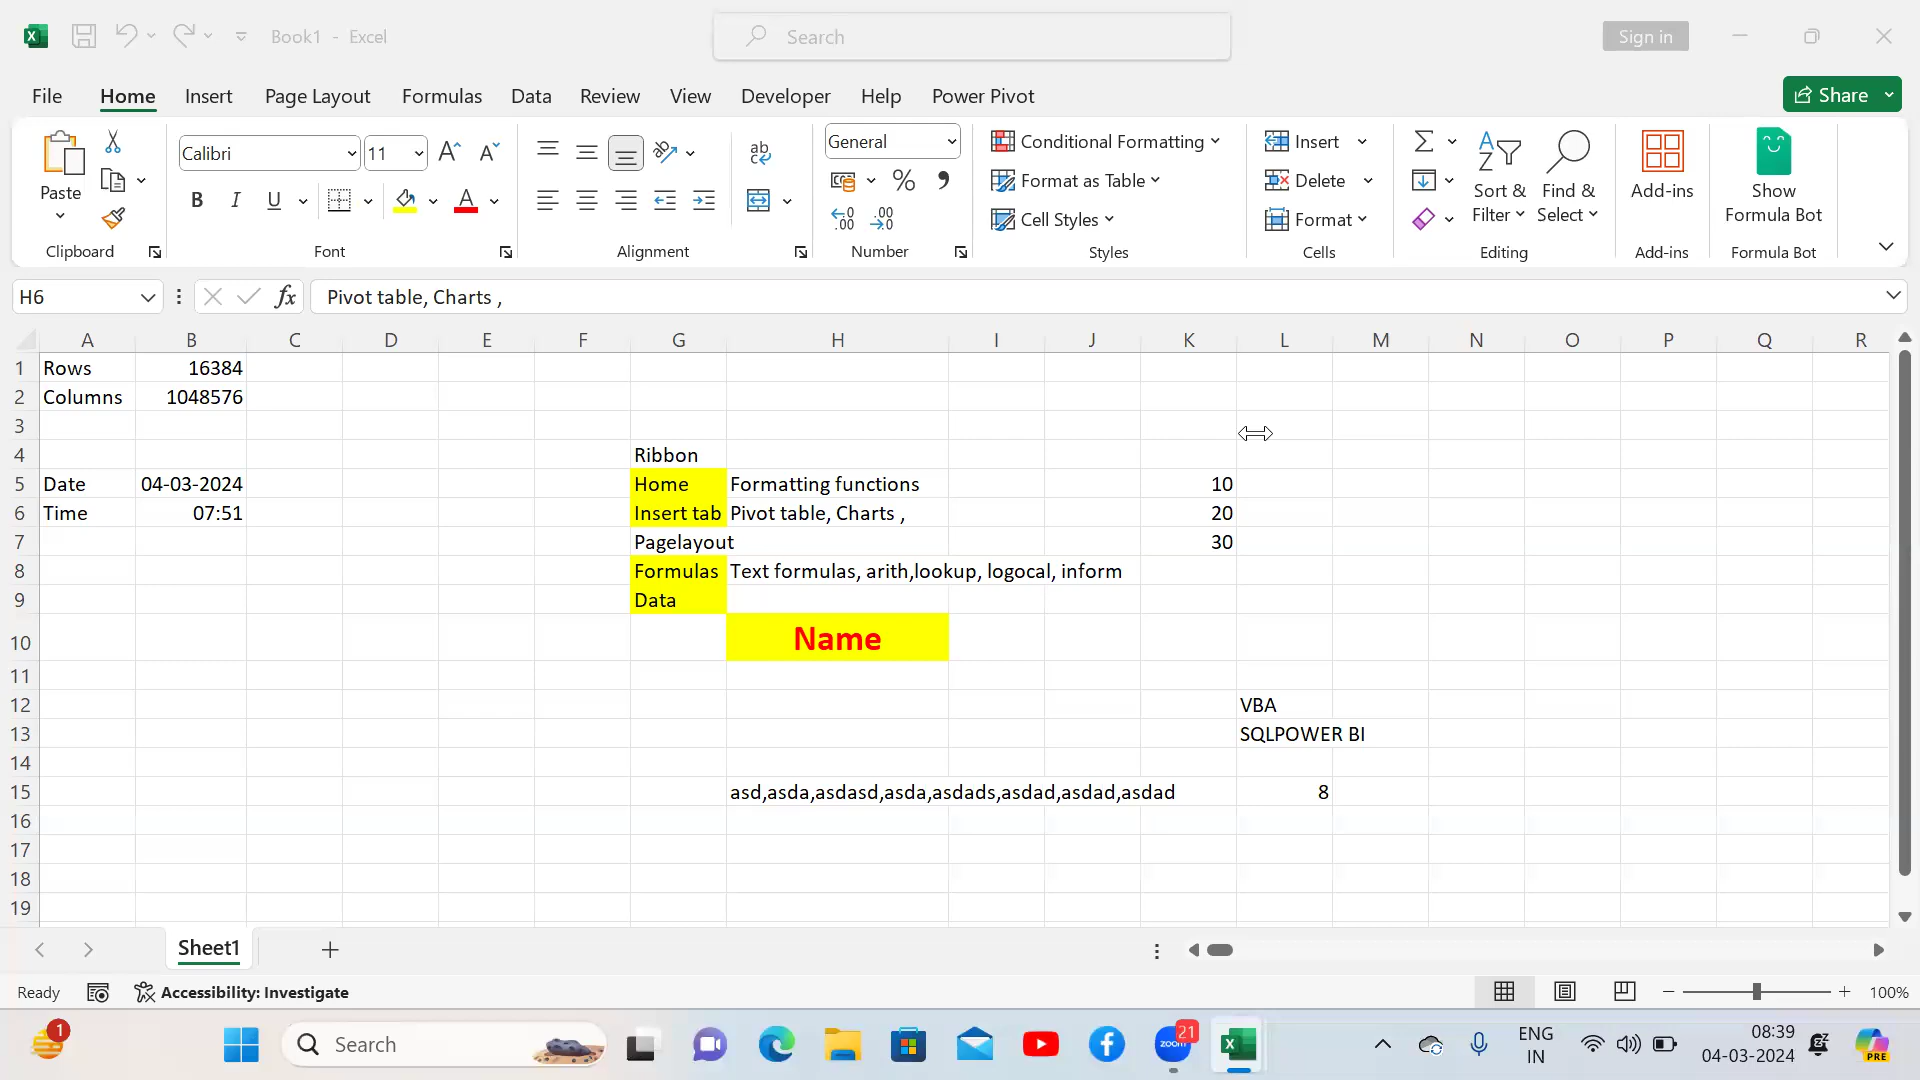 Book1 - Excel
Search
Sign in
File Home Insert Page Layout Formulas Data Review View Developer Help Power Pivot
Share
Paste
Clipboard
Calibri 11
B I U
Font
ab
Alignment
General
Number
Conditional Formatting
Format as Table
Cell Styles
Styles
Insert
Delete
Format
Cells
Sort & Filter
Find & Select
Editing
Add-ins
Add-ins
Show Formula Bot
Formula Bot
H6 fx Pivot table, Charts ,
A B C D E F G H I J K L M N O P Q R
1 Rows 16384
2 Columns 1048576
3
4 Ribbon
5 Date 04-03-2024 Home Formatting functions 10
6 Time 07:51 Insert tab Pivot table, Charts , 20
7 Pagelayout 30
8 Formulas Text formulas, arith,lookup, logocal, inform
9 Data
10 Name
11
12 VBA
13 SQLPOWER BI
14
15 asd,asda,asdasd,asda,asdads,asdad,asdad,asdad 8
16
17
18
19
Sheet1
Ready Accessibility: Investigate 100%
1 Search zoom 21 ENG IN 08:39 04-03-2024 PRE